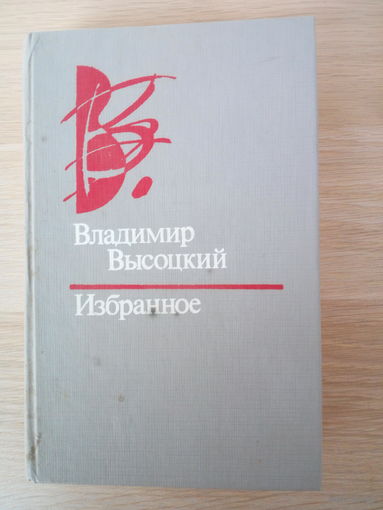 Владимир
Высоцкий
Избранное